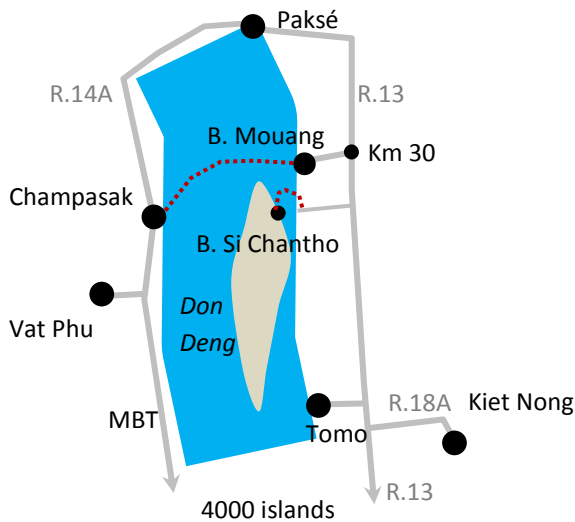 Paksé
R.14A
R.13
B. Mouang
Km 30
Champasak
B. Si Chantho
Don
Deng
Vat Phu
MBT
Tomo
R.18A
Kiet Nong
R.13
4000 islands